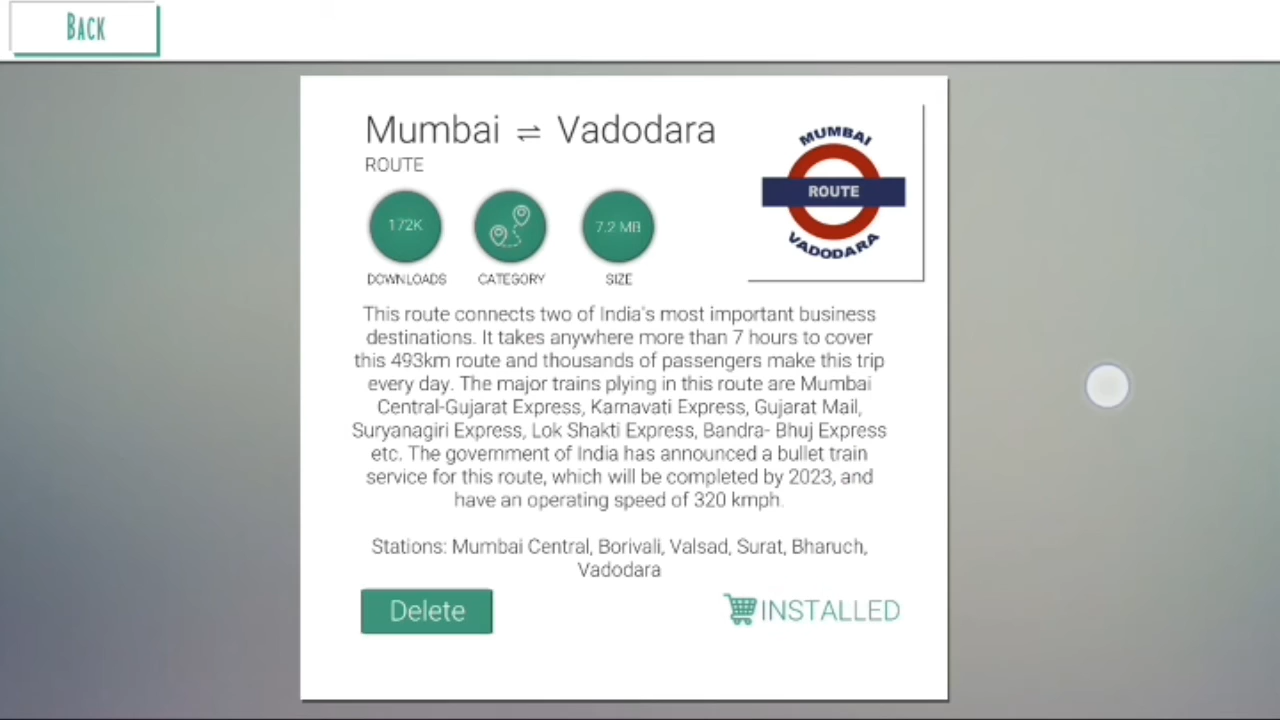 BACK
Mumbai ⇌ Vadodara
ROUTE
MUMBAI
ROUTE
VADODARA
172K
7.2 MB
DOWNLOADS
CATEGORY
SIZE
This route connects two of India's most important business
destinations. It takes anywhere more than 7 hours to cover
this 493km route and thousands of passengers make this trip
every day. The major trains plying in this route are Mumbai
Central-Gujarat Express, Karnavati Express, Gujarat Mail,
Suryanagiri Express, Lok Shakti Express, Bandra- Bhuj Express
etc. The government of India has announced a bullet train
service for this route, which will be completed by 2023, and
have an operating speed of 320 kmph.
Stations: Mumbai Central, Borivali, Valsad, Surat, Bharuch,
Vadodara
Delete
INSTALLED